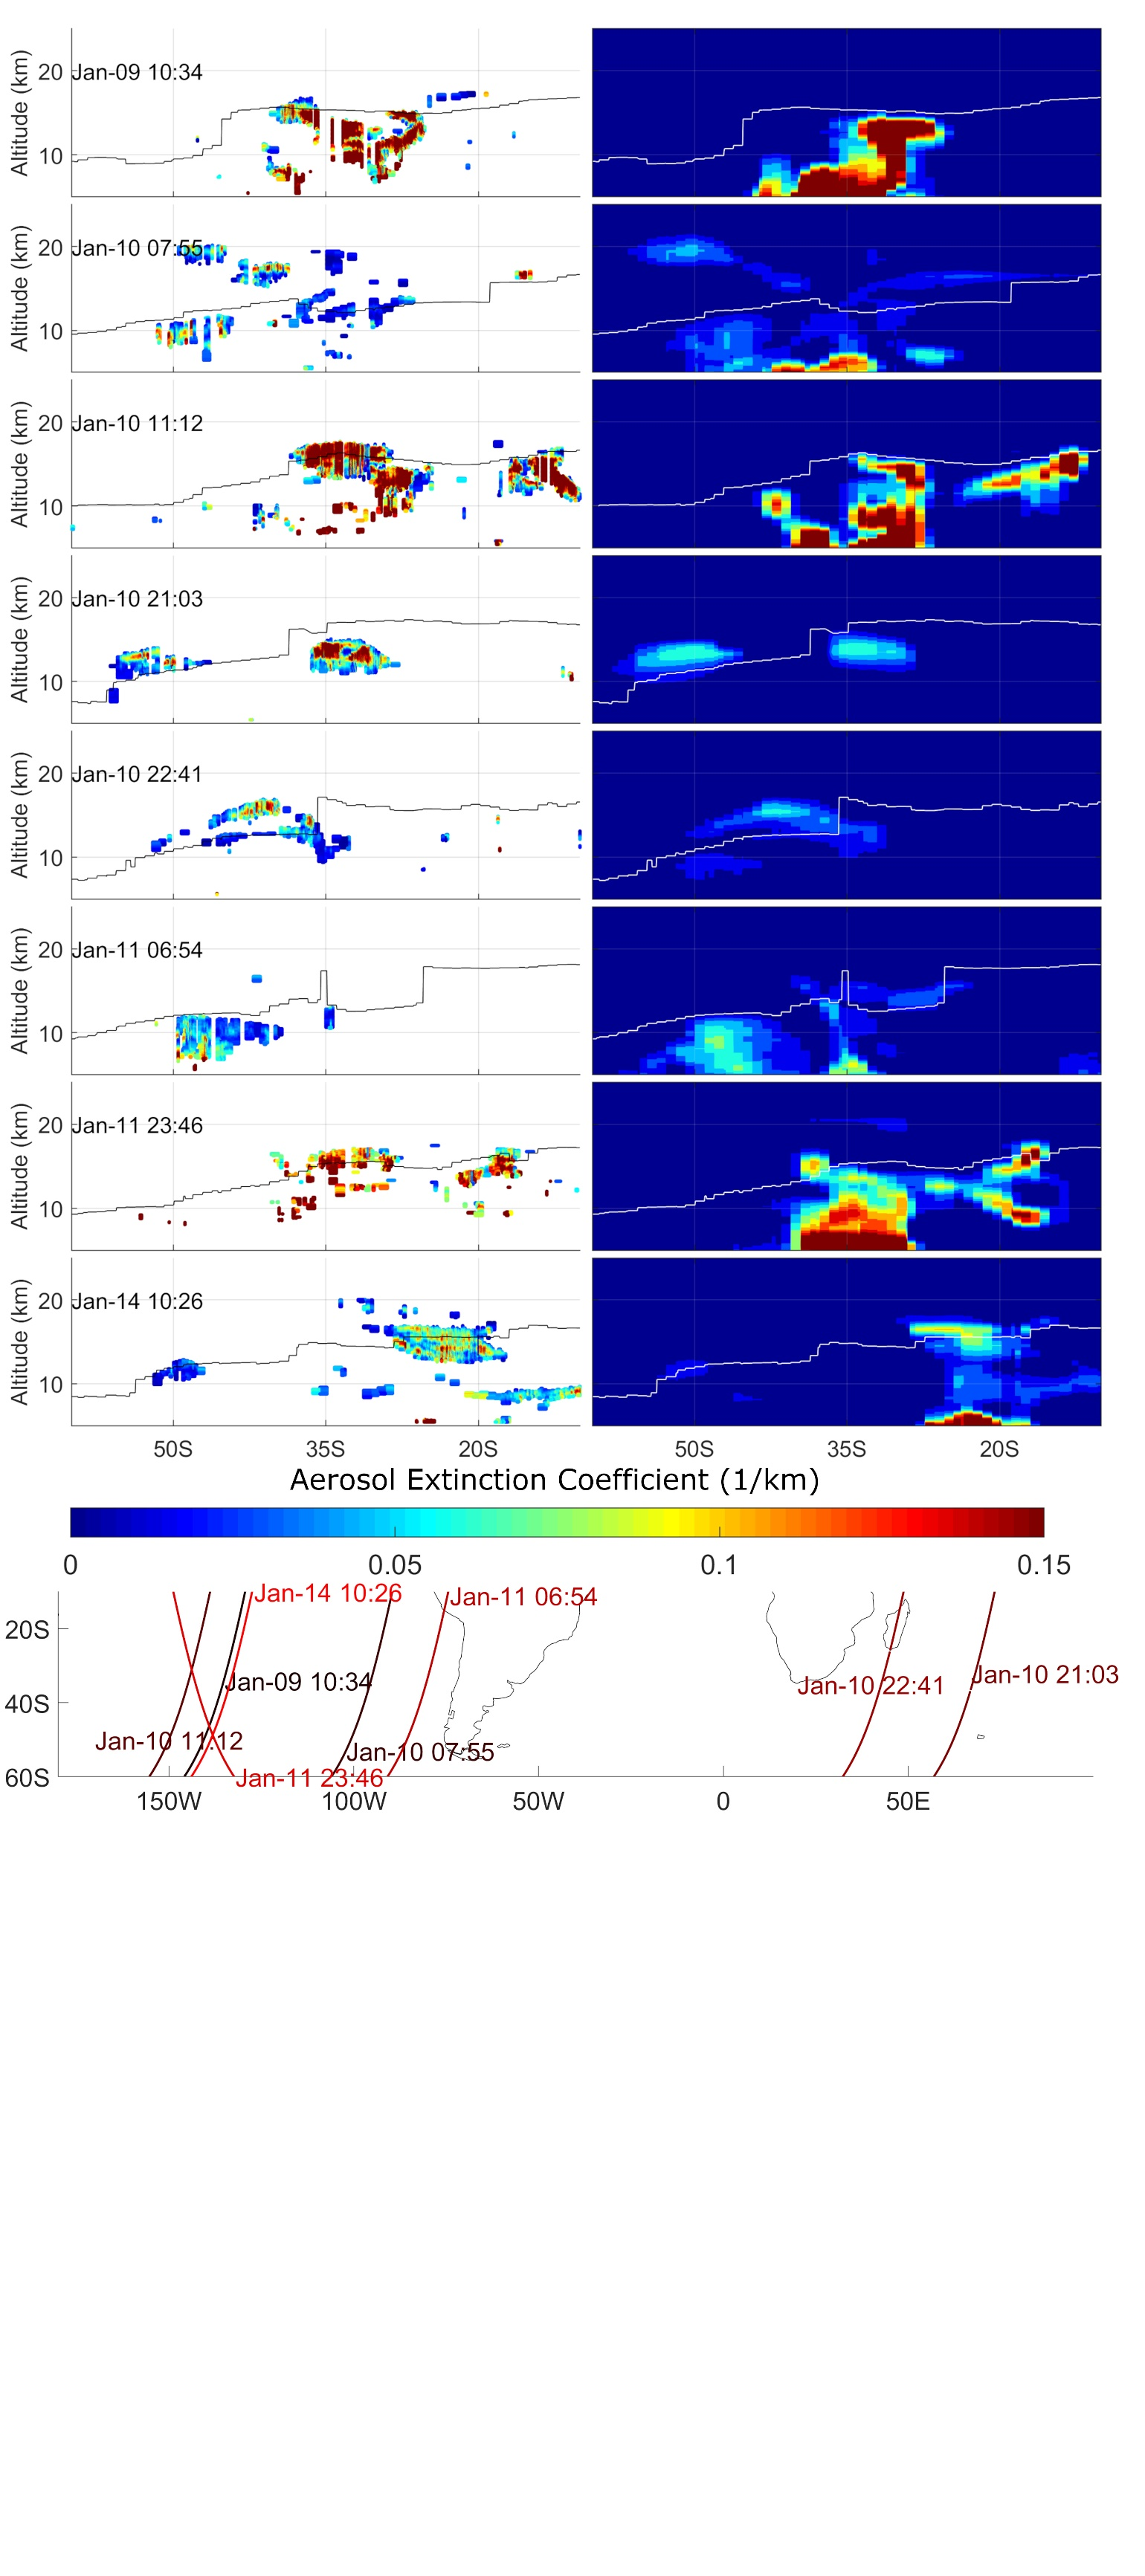 Altitude (km)
20
10
Jan-09 10:34
Altitude (km)
20
10
Jan-10 07:55
Altitude (km)
20
10
Jan-10 11:12
Altitude (km)
20
10
Jan-10 21:03
Altitude (km)
20
10
Jan-10 22:41
Altitude (km)
20
10
Jan-11 06:54
Altitude (km)
20
10
Jan-11 23:46
Altitude (km)
20
10
Jan-14 10:26
50S 35S 20S 50S 35S 20S
Aerosol Extinction Coefficient (1/km)
0 0.05 0.1 0.15
Jan-14 10:26 Jan-11 06:54
20S
Jan-09 10:34 Jan-10 22:41 Jan-10 21:03
40S
Jan-10 11:12 Jan-10 07:55
60S Jan-11 23:46
150W 100W 50W 0 50E